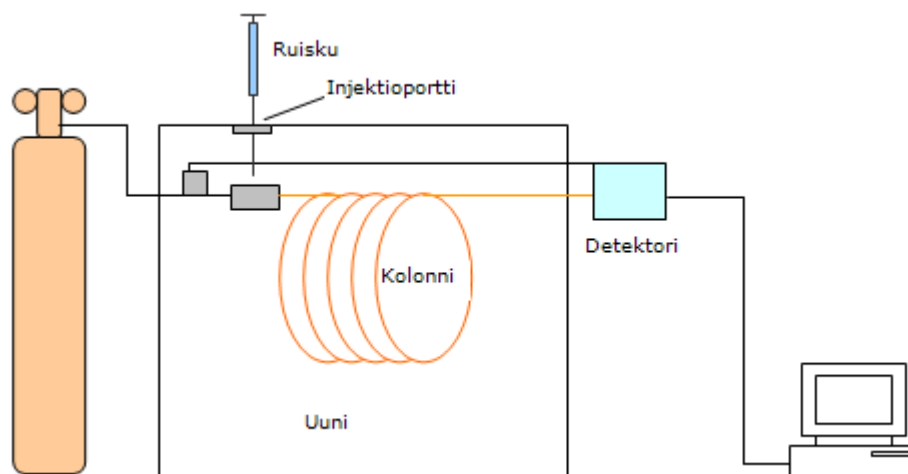 Ruisku
Injektioportti
Detektori
Kolonni
Uuni